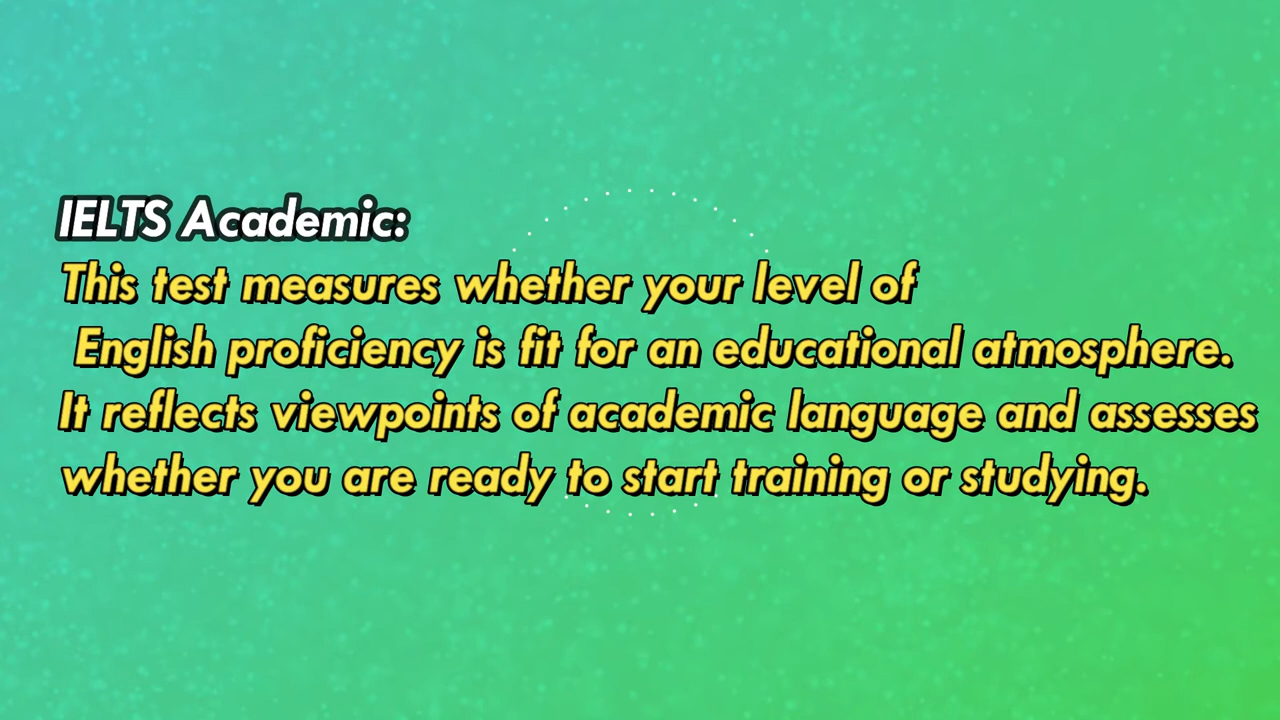 IELTS Academic:
This test measures whether your level of
English proficiency is fit for an educational atmosphere.
It reflects viewpoints of academic language and assesses
whether you are ready to start training or studying.